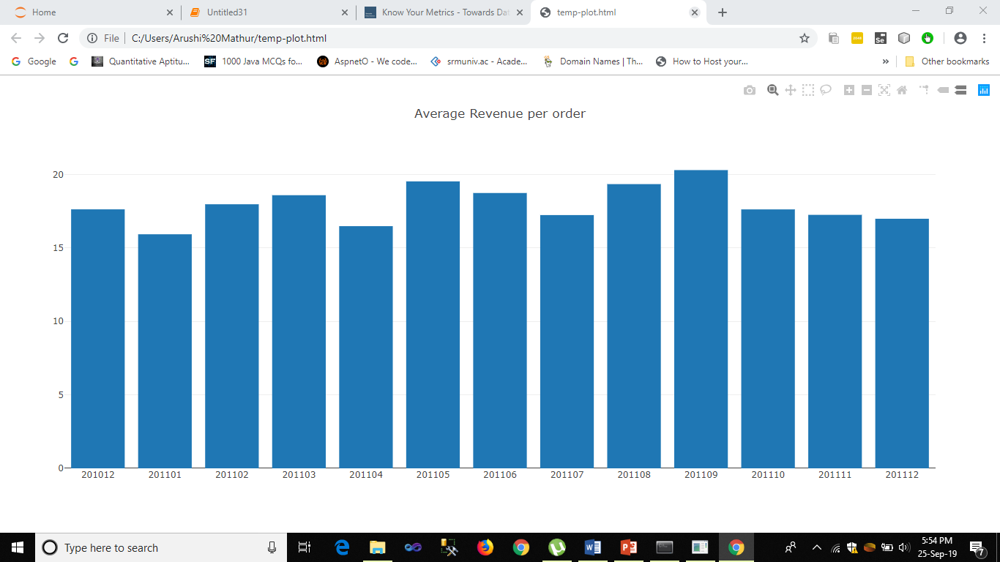 Home
Untitled31
Know Your Metrics - Towards Dat
temp-plot.html
File
C:/Users/Arushi%20Mathur/temp-plot.html
Se
Google
Quantitative Aptitu...
SF
1000 Java MCQs fo...
AspnetO - We code...
srmuniv.ac - Acade...
Domain Names | Th...
How to Host your...
»
Other bookmarks
Average Revenue per order
20
15
10
5
0
201012 201101 201102 201103 201104 201105 201106 201107 201108 201109 201110 201111 201112
Type here to search
5:54 PM
25-Sep-19
7